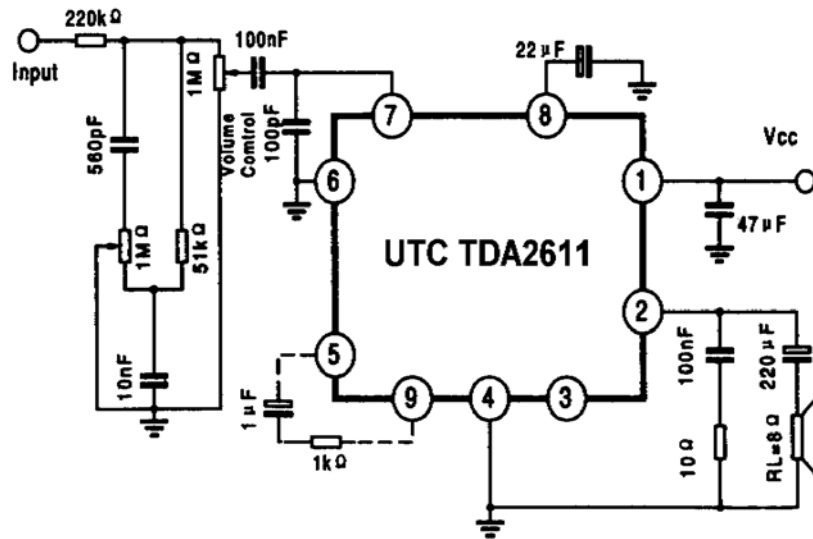 220kΩ
Input
560pF
1MΩ
51kΩ
10nF
1MΩ
Volume
Comtrol
100nF
100pF
22µF
7
8
6
1
Vcc
47µF
UTC TDA2611
5
2
9
4
3
1µF
1kΩ
100nF
220µF
10Ω
RL=8Ω